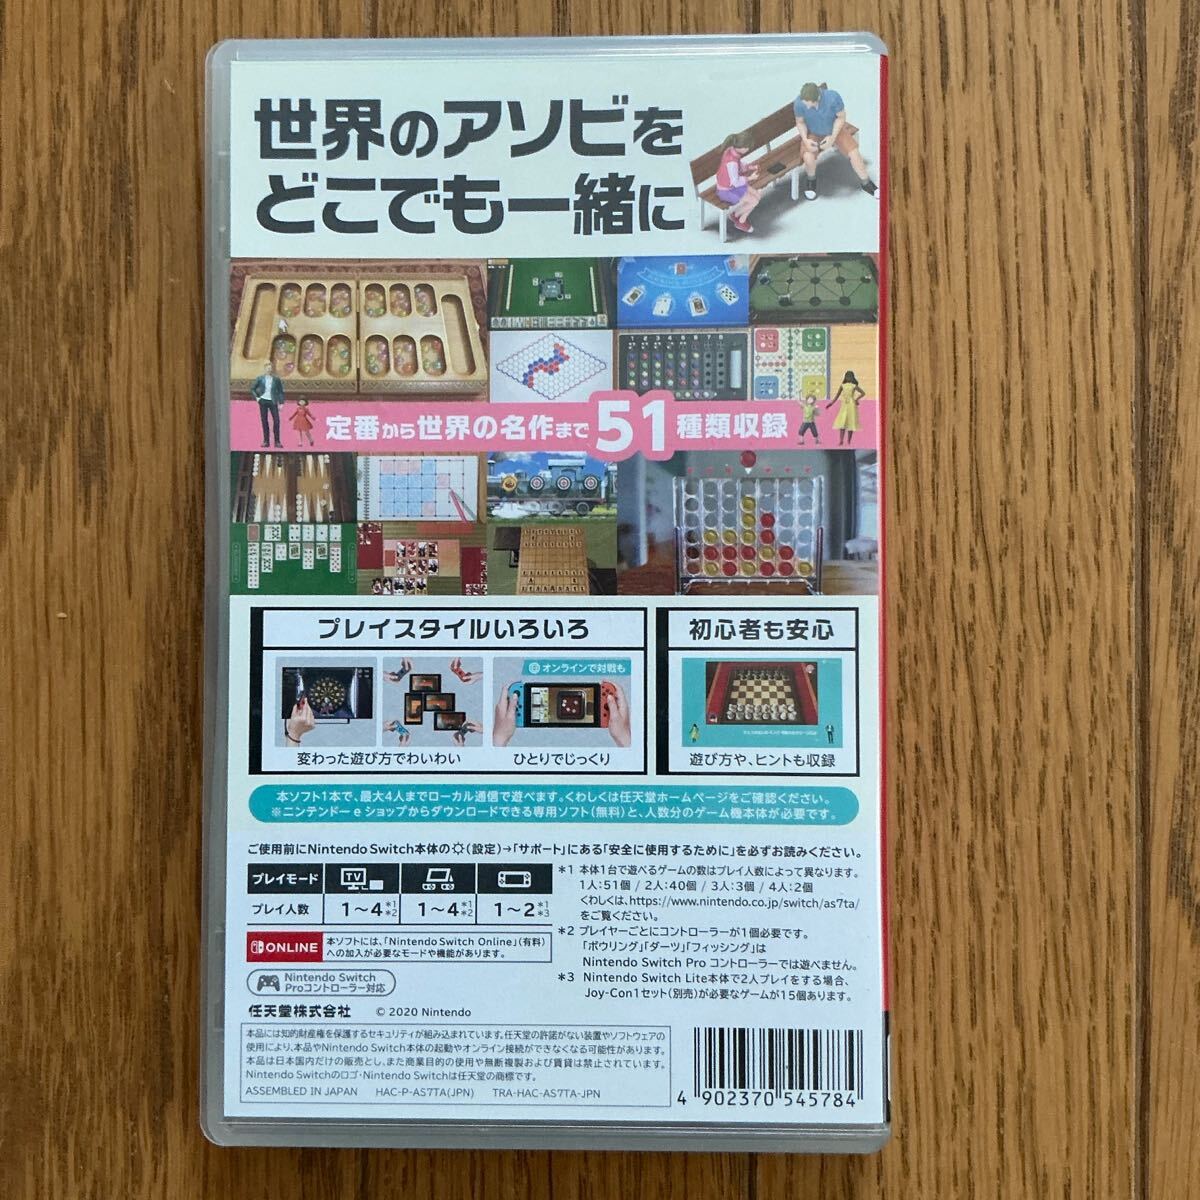 世界のアソビを
どこでも一緒に
定番から世界の名作まで51種類収録
プレイスタイルいろいろ
初心者も安心
オンラインで対戦も
変わった遊び方でわいわい
ひとりでじっくり
遊び方や、ヒントも収録
本ソフト1本で、最大4人までローカル通信で遊べます。くわしくは任天堂ホームページをご確認ください。
※ニンテンドーeショップからダウンロードできる専用ソフト(無料)と、人数分のゲーム機本体が必要です。
ご使用前にNintendo Switch本体の(設定)→「サポート」にある「安全に使用するために」を必ずお読みください。
プレイモード
TV
プレイ人数
1～4 *1 *2
1～4 *1 *2
1～2 *1 *3
*1 本体1台で遊べるゲームの数はプレイ人数によって異なります。
1人:51個 / 2人:40個 / 3人:3個 / 4人:2個
くわしくは、https://www.nintendo.co.jp/switch/as7ta/
をご覧ください。
*2 プレイヤーごとにコントローラーが1個必要です。
「ボウリング」「ダーツ」「フィッシング」は
Nintendo Switch Pro コントローラーでは遊べません。
*3 Nintendo Switch Lite本体で2人プレイをする場合、
Joy-Con1セット(別売)が必要なゲームが15個あります。
ONLINE
本ソフトには、「Nintendo Switch Online」(有料)
への加入が必要なモードや機能があります。
Nintendo Switch
Proコントローラー対応
任天堂株式会社 © 2020 Nintendo
本品には知的財産権を保護するセキュリティが組み込まれています。任天堂の許諾がない装置やソフトウェアの
使用により、本品やNintendo Switch本体の起動やオンライン接続ができなくなる可能性があります。
本品は日本国内だけの販売とし、また商業目的の使用や無断複製および賃貸は禁止されています。
Nintendo Switchのロゴ・Nintendo Switchは任天堂の商標です。
ASSEMBLED IN JAPAN HAC-P-AS7TA(JPN) TRA-HAC-AS7TA-JPN
4 902370 545784